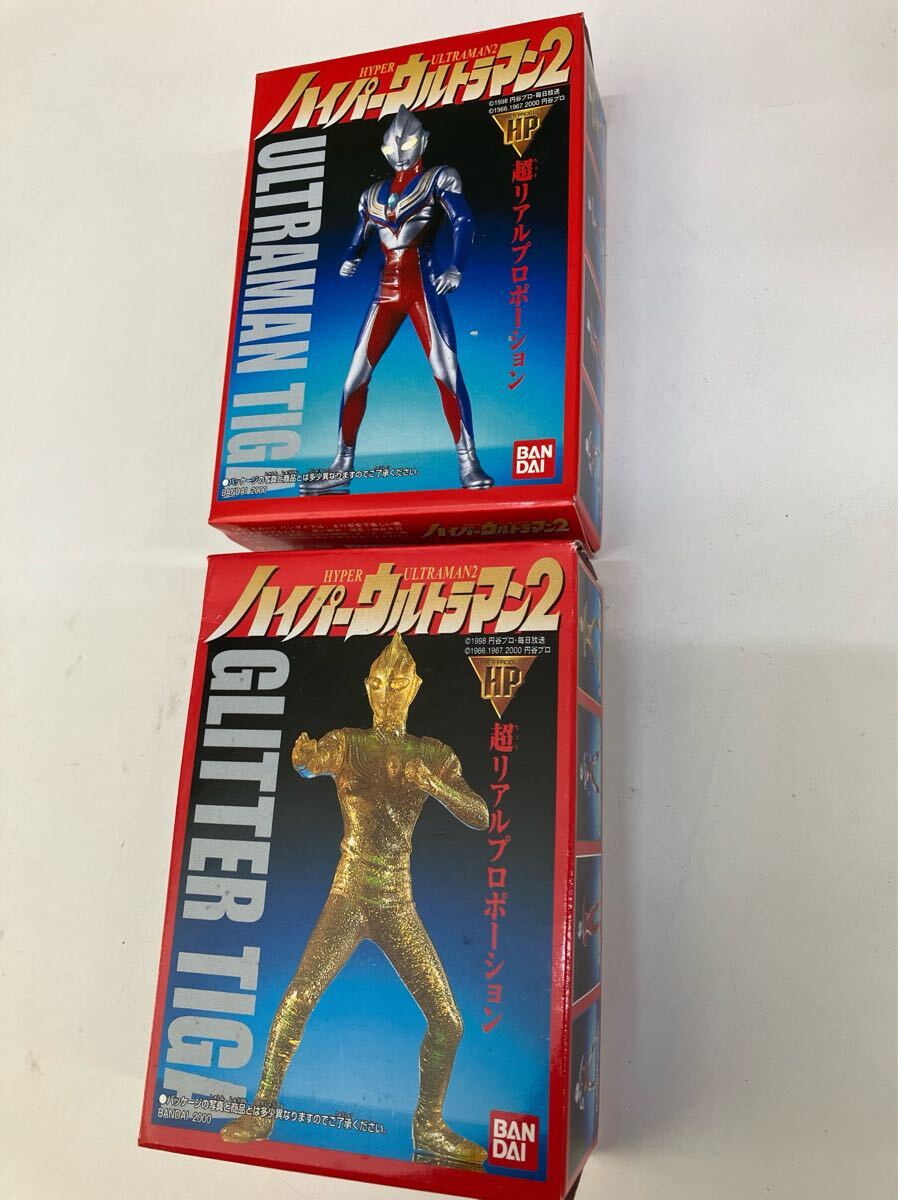 HYPER ULTRAMAN2
ハイパーウルトラマン2
©1998 円谷プロ・毎日放送
©1966.1967.2000 円谷プロ
HP
超リアルプロポーション
ULTRAMAN TIGA
BAN
DAI
●パッケージの写真と商品とは多少異なりますのでご了承ください。
BANDAI 2000
ハイパーウルトラマン2
HYPER ULTRAMAN2
ハイパーウルトラマン2
©1998 円谷プロ・毎日放送
©1966.1967.2000 円谷プロ
HYPER PRODUCTS
HP
超リアルプロポーション
GLITTER TIGA
●パッケージの写真と商品とは多少異なりますのでご了承ください。
BANDAI 2000
BAN
DAI